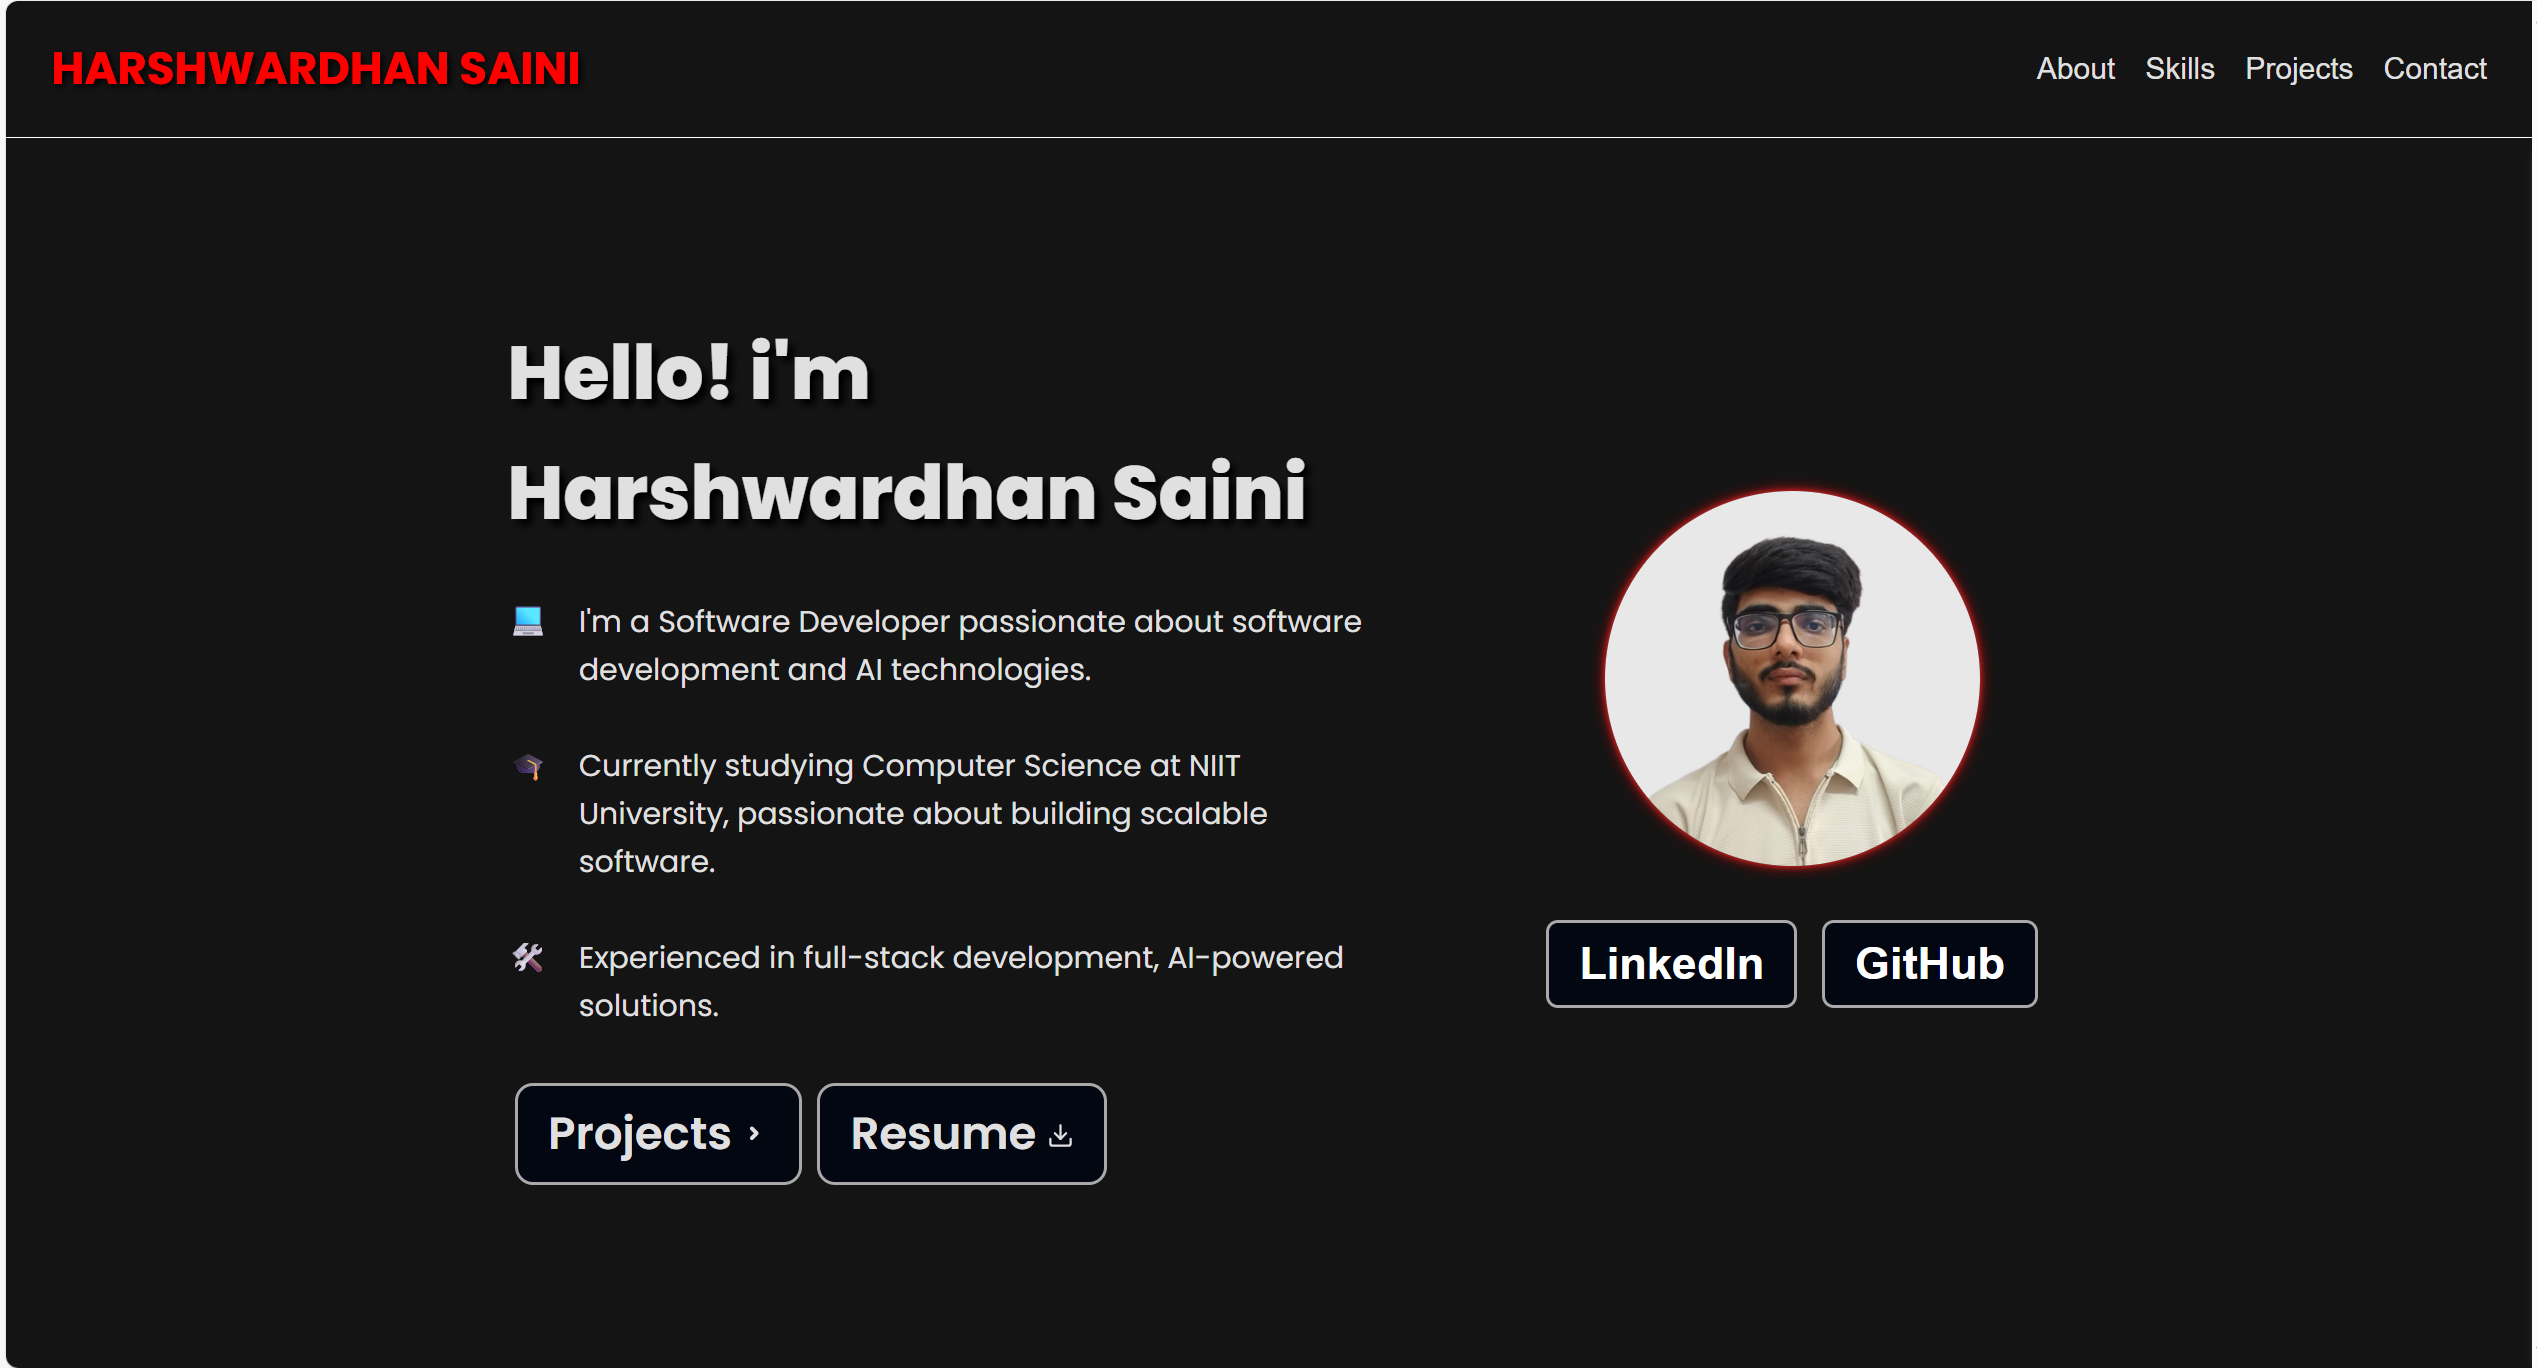 HARSHWARDHAN SAINI
About Skills Projects Contact
Hello! i'm
Harshwardhan Saini
I'm a Software Developer passionate about software
development and AI technologies.
Currently studying Computer Science at NIIT
University, passionate about building scalable
software.
Experienced in full-stack development, AI-powered
solutions.
Projects
Resume
LinkedIn
GitHub